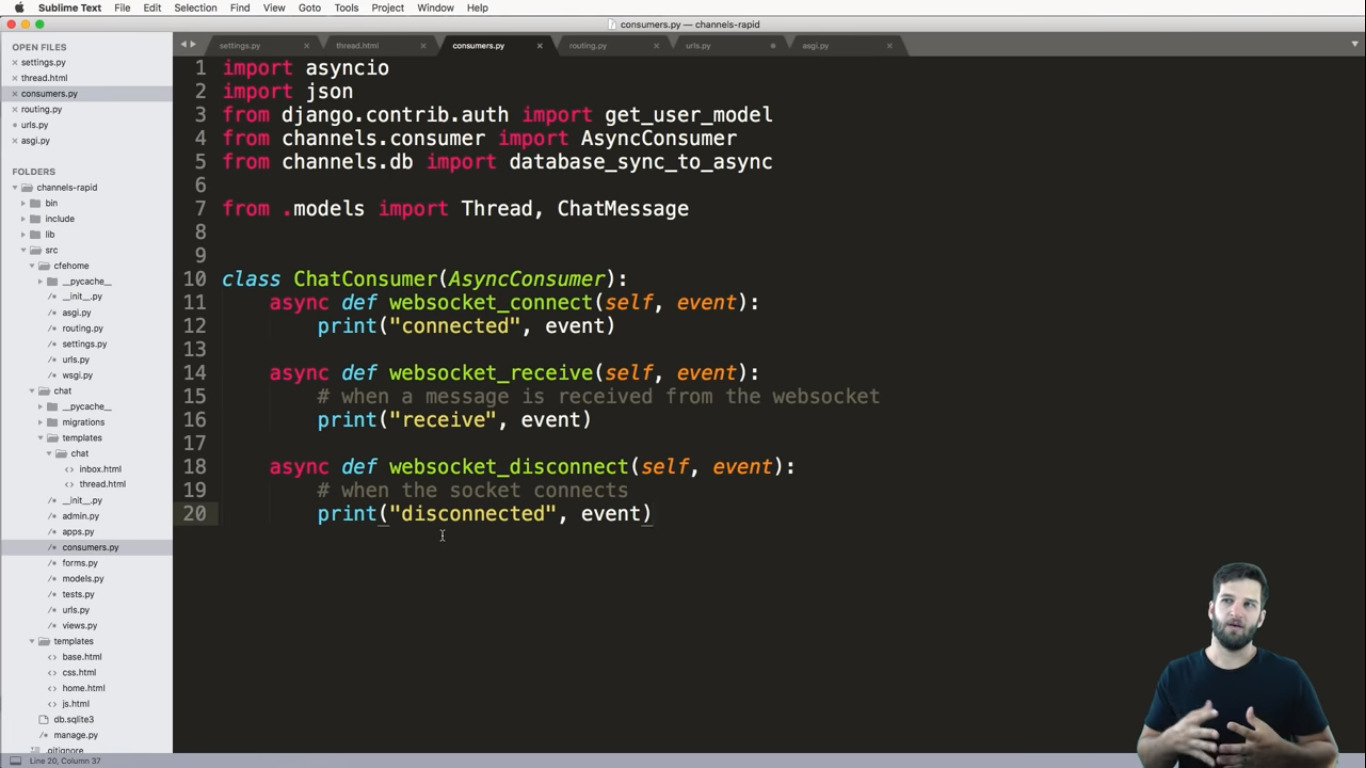 Sublime Text File Edit Selection Find View Goto Tools Project Window Help
consumers.py — channels-rapid
OPEN FILES
settings.py
thread.html
consumers.py
routing.py
urls.py
asgi.py
FOLDERS
channels-rapid
bin
include
lib
src
cfehome
__pycache__
__init__.py
asgi.py
routing.py
settings.py
urls.py
wsgi.py
chat
__pycache__
migrations
templates
chat
inbox.html
thread.html
__init__.py
admin.py
apps.py
consumers.py
forms.py
models.py
tests.py
urls.py
views.py
templates
base.html
css.html
home.html
js.html
db.sqlite3
manage.py
.gitignore
settings.py thread.html consumers.py routing.py urls.py asgi.py
1 import asyncio
2 import json
3 from django.contrib.auth import get_user_model
4 from channels.consumer import AsyncConsumer
5 from channels.db import database_sync_to_async
6
7 from .models import Thread, ChatMessage
8
9
10 class ChatConsumer(AsyncConsumer):
11 async def websocket_connect(self, event):
12 print("connected", event)
13
14 async def websocket_receive(self, event):
15 # when a message is received from the websocket
16 print("receive", event)
17
18 async def websocket_disconnect(self, event):
19 # when the socket connects
20 print("disconnected", event)
Line 20, Column 37